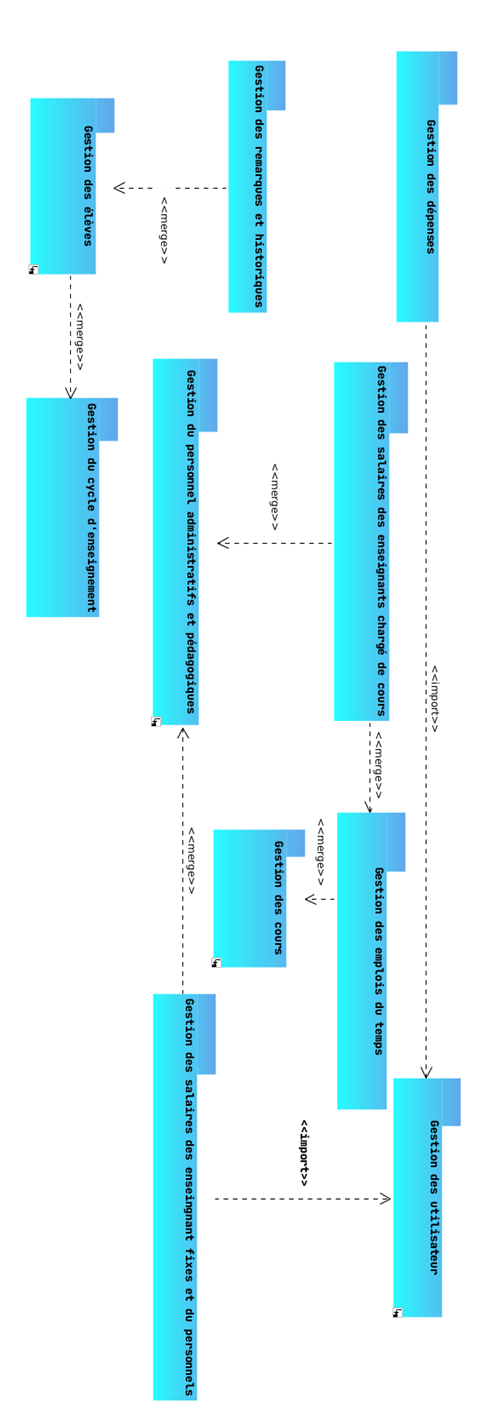 Gestion des dépenses
<<import>>
Gestion des utilisateur
Gestion des salaires des enseignants chargé de cours
<<merge>>
Gestion des emplois du temps
Gestion des remarques et historiques
<<merge>>
<<merge>>
Gestion des cours
<<import>>
Gestion du personnel administratifs et pédagogiques
<<merge>>
Gestion des salaires des enseingnant fixes et du personnels
<<merge>>
Gestion des élèves
<<merge>>
Gestion du cycle d'enseignement